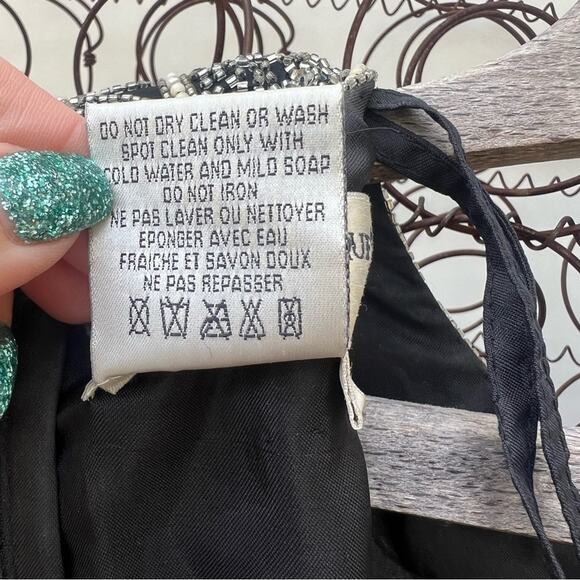 DO NOT DRY CLEAN OR WASH
SPOT CLEAN ONLY WITH
COLD WATER AND MILD SOAP
DO NOT IRON
NE PAS LAVER OU NETTOYER
EPONGER AVEC EAU
FRAICHE ET SAVON DOUX
NE PAS REPASSER